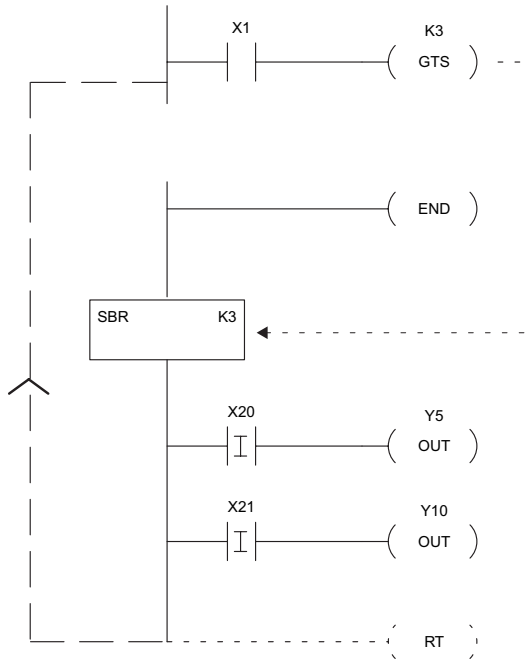 X1 K3
GTS
END
SBR K3
X20 Y5
I OUT
X21 Y10
I OUT
RT